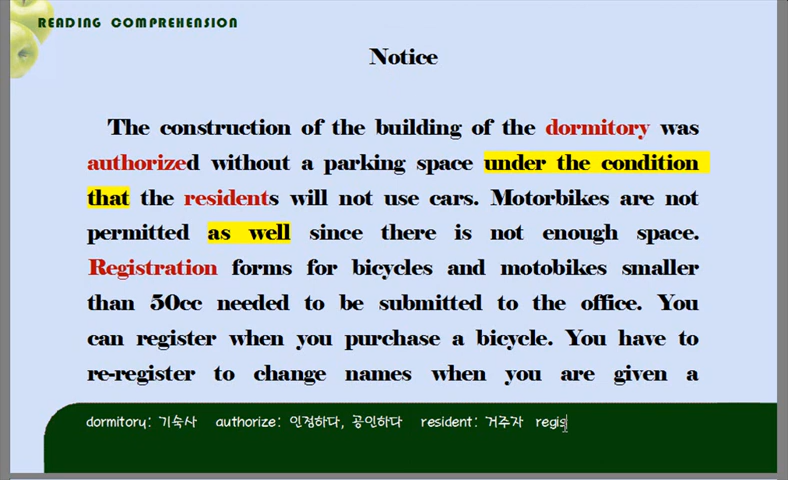 READING COMPREHENSION
Notice
The construction of the building of the dormitory was
authorized without a parking space under the condition
that the residents will not use cars. Motorbikes are not
permitted as well since there is not enough space.
Registration forms for bicycles and motobikes smaller
than 50cc needed to be submitted to the office. You
can register when you purchase a bicycle. You have to
re-register to change names when you are given a
dormitory: 기숙사 authorize: 인정하다, 공인하다 resident: 거주자 regis